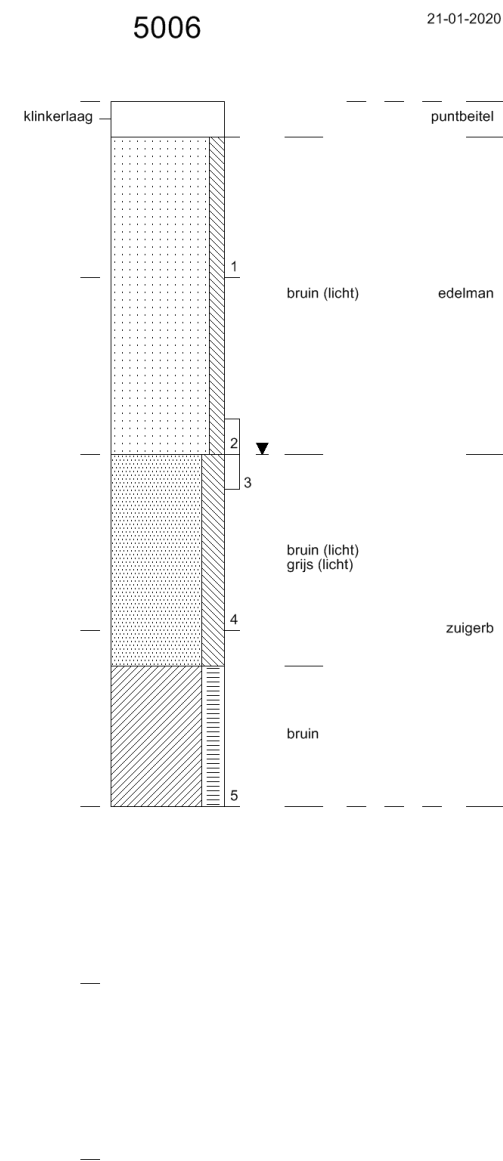 5006
21-01-2020
klinkerlaag
puntbeitel
1
bruin (licht)
edelman
2
3
bruin (licht)
grijs (licht)
4
zuigerb
bruin
5